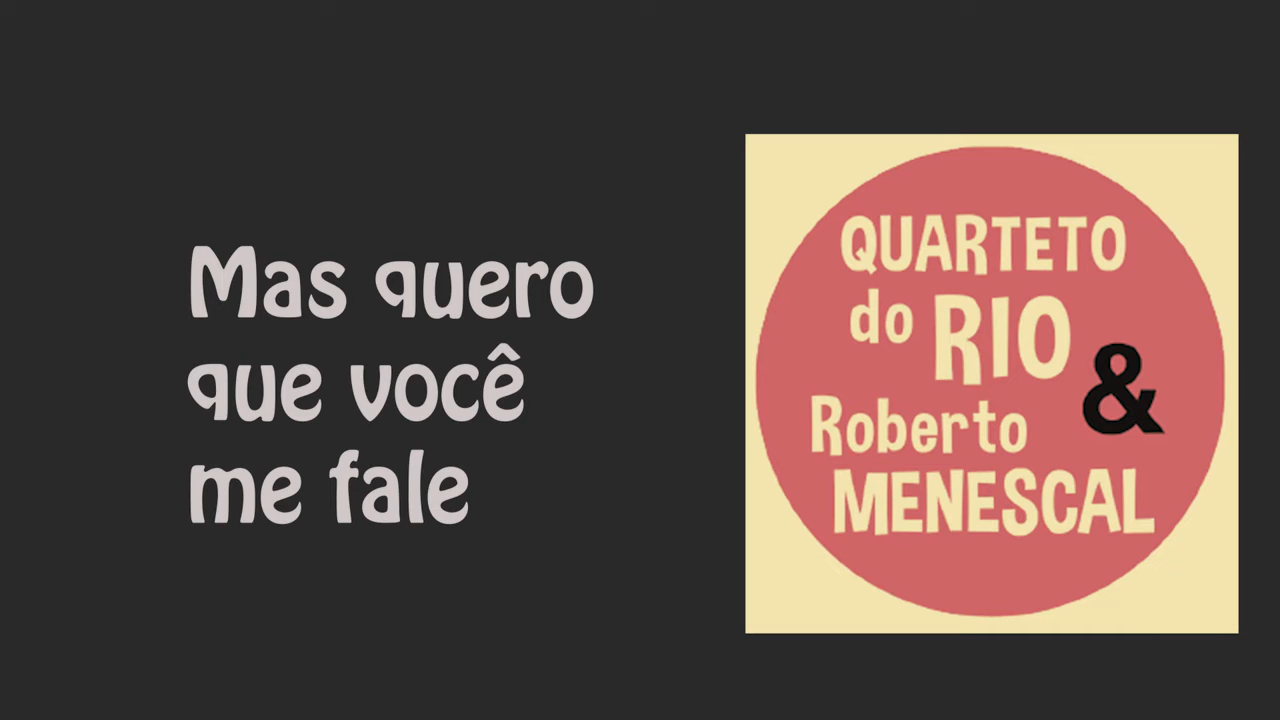 Mas quero
que você
me fale
QUARTETO
do RIO
&
Roberto
MENESCAL